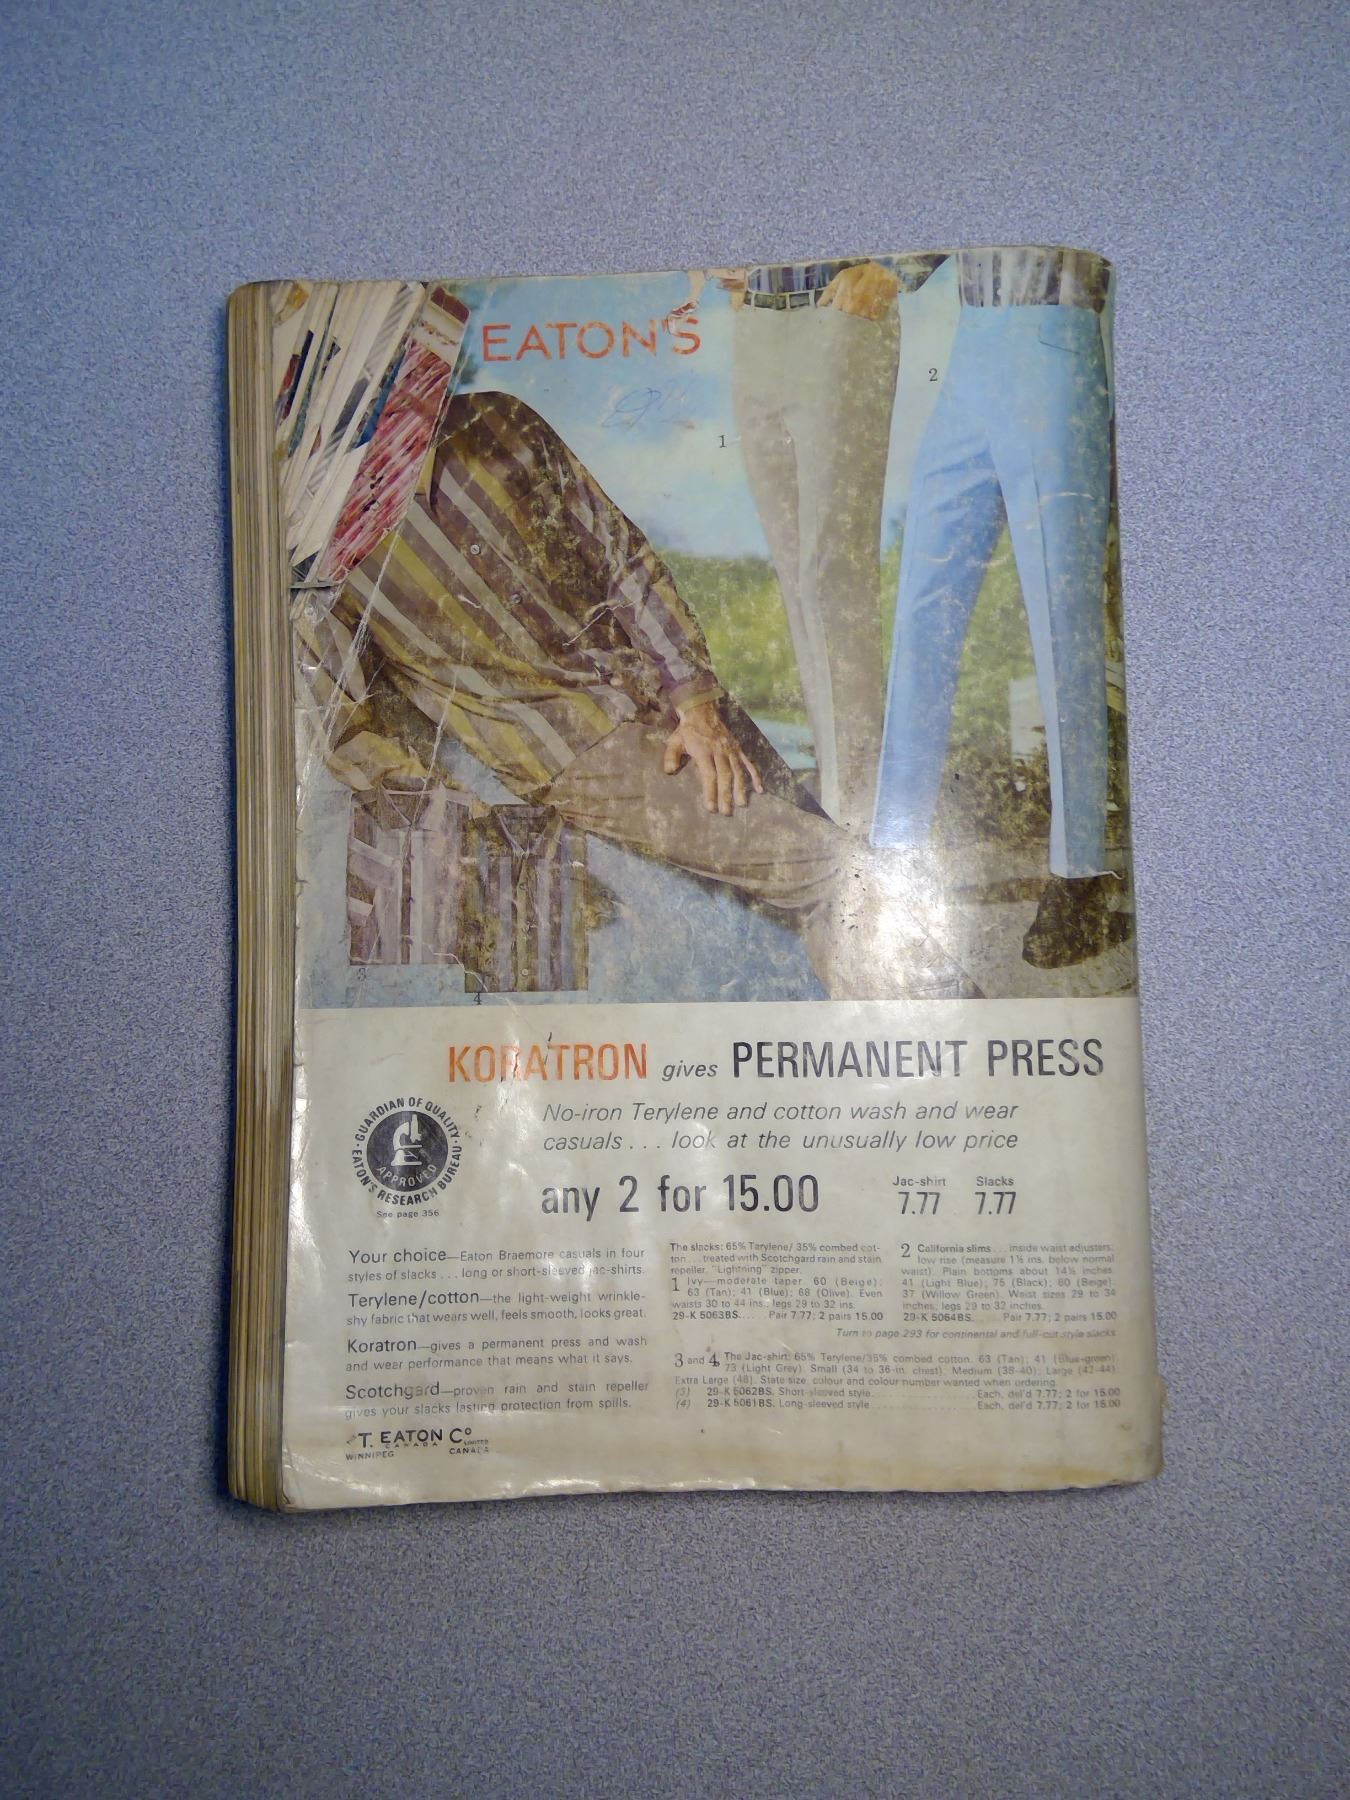 EATON'S
1
2
3
4
KORATRON gives PERMANENT PRESS
No-iron Terylene and cotton wash and wear
casuals . . . look at the unusually low price
any 2 for 15.00
Jac-shirt Slacks
7.77 7.77
GUARDIAN OF QUALITY
APPROVED
EATON'S RESEARCH BUREAU
See page 356
Your choice—Eaton Braemore casuals in four
styles of slacks . . . long or short-sleeved jac-shirts.
Terylene/cotton—the light-weight wrinkle-
shy fabric that wears well, feels smooth, looks great.
Koratron—gives a permanent press and wash
and wear performance that means what it says.
Scotchgard—proven rain and stain repeller
gives your slacks lasting protection from spills.
T. EATON Co LIMITED
CANADA
WINNIPEG CANADA
The slacks: 65% Terylene/ 35% combed cot-
ton . . . treated with Scotchgard rain and stain
repeller. "Lightning" zipper.
1 Ivy—moderate taper. 60 (Beige);
63 (Tan); 41 (Blue); 68 (Olive). Even
waists 30 to 44 ins.; legs 29 to 32 ins.
29-K 5063BS..... Pair 7.77; 2 pairs 15.00
2 California slims . . . inside waist adjusters;
low rise (measure 1½ ins. below normal
waist). Plain bottoms about 14½ inches.
41 (Light Blue); 75 (Black); 60 (Beige);
37 (Willow Green). Waist sizes 29 to 34
inches; legs 29 to 32 inches.
29-K 5064BS..... Pair 7.77; 2 pairs 15.00
Turn to page 293 for continental and full-cut style slacks
3 and 4 The Jac-shirt: 65% Terylene/35% combed cotton. 63 (Tan); 41 (Blue-green);
73 (Light Grey). Small (34 to 36-in. chest); Medium (38-40); Large (42-44);
Extra Large (46). State size, colour and colour number wanted when ordering.
(3) 29-K 5062BS. Short-sleeved style..................Each, del'd 7.77; 2 for 15.00
(4) 29-K 5061BS. Long-sleeved style..................Each, del'd 7.77; 2 for 15.00